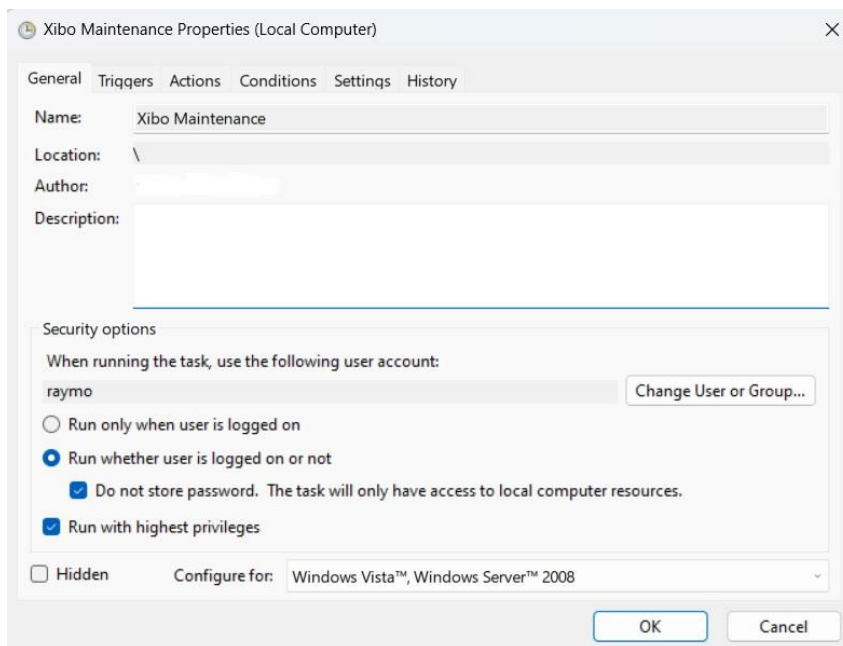 Xibo Maintenance Properties (Local Computer)
General Triggers Actions Conditions Settings History
Name: Xibo Maintenance
Location: \
Author:
Description:
Security options
When running the task, use the following user account:
raymo Change User or Group...
Run only when user is logged on
Run whether user is logged on or not
Do not store password. The task will only have access to local computer resources.
Run with highest privileges
Hidden Configure for: Windows Vista™, Windows Server™ 2008
OK Cancel